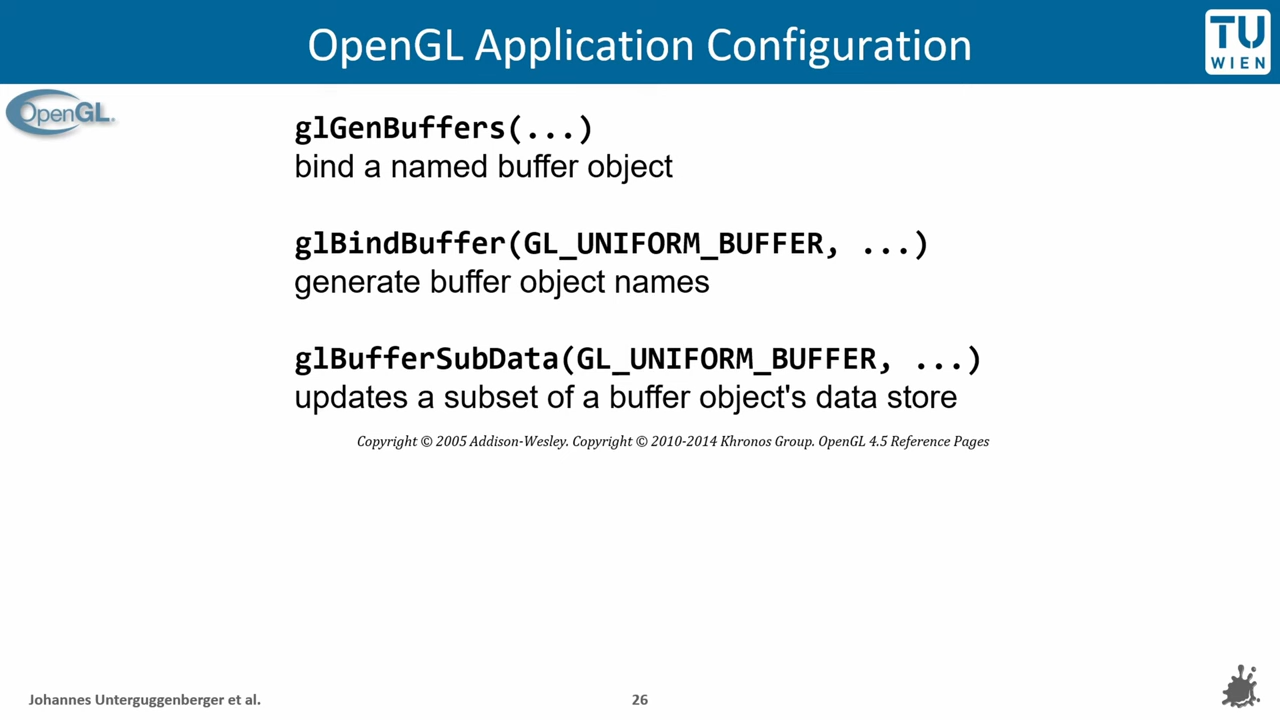 OpenGL Application Configuration
TU
WIEN
OpenGL.
glGenBuffers(...)
bind a named buffer object
glBindBuffer(GL_UNIFORM_BUFFER, ...)
generate buffer object names
glBufferSubData(GL_UNIFORM_BUFFER, ...)
updates a subset of a buffer object's data store
Copyright © 2005 Addison-Wesley. Copyright © 2010-2014 Khronos Group. OpenGL 4.5 Reference Pages
Johannes Unterguggenberger et al.
26